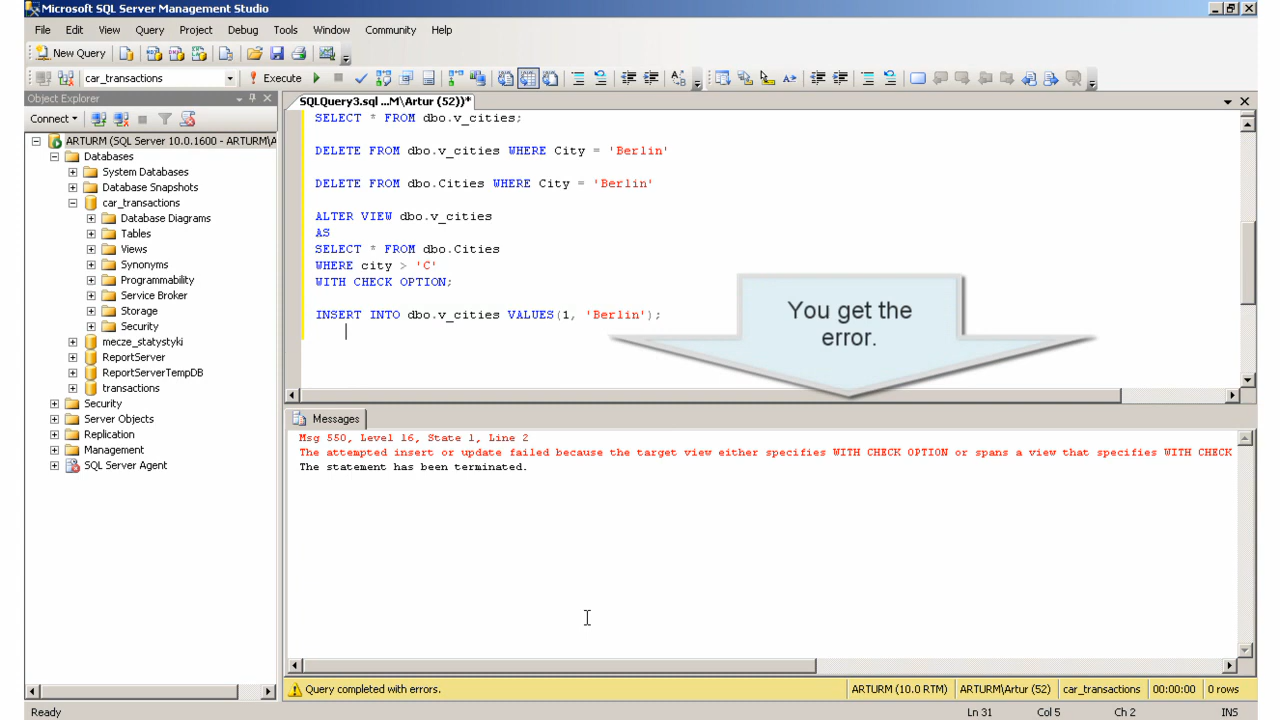 Microsoft SQL Server Management Studio
File Edit View Query Project Debug Tools Window Community Help
New Query
car_transactions Execute
Object Explorer
SQLQuery3.sql ...M\Artur (52))*
Connect
ARTURM (SQL Server 10.0.1600 - ARTURM\A
Databases
System Databases
Database Snapshots
car_transactions
Database Diagrams
Tables
Views
Synonyms
Programmability
Service Broker
Storage
Security
mecze_statystyki
ReportServer
ReportServerTempDB
transactions
Security
Server Objects
Replication
Management
SQL Server Agent
SELECT * FROM dbo.v_cities;
DELETE FROM dbo.v_cities WHERE City = 'Berlin'
DELETE FROM dbo.Cities WHERE City = 'Berlin'
ALTER VIEW dbo.v_cities
AS
SELECT * FROM dbo.Cities
WHERE city > 'C'
WITH CHECK OPTION;
INSERT INTO dbo.v_cities VALUES(1, 'Berlin');
You get the
error.
Messages
Msg 550, Level 16, State 1, Line 2
The attempted insert or update failed because the target view either specifies WITH CHECK OPTION or spans a view that specifies WITH CHECK
The statement has been terminated.
Query completed with errors.
ARTURM (10.0 RTM) ARTURM\Artur (52) car_transactions 00:00:00 0 rows
Ready Ln 31 Col 5 Ch 2 INS